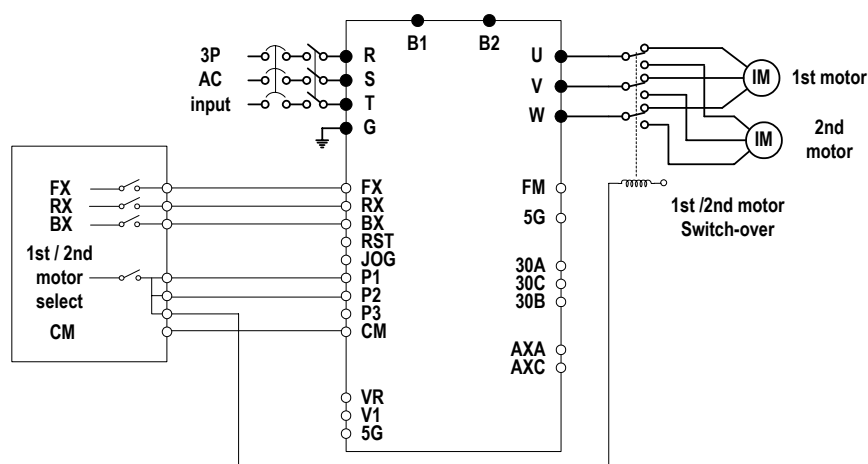 B1
B2
3P
AC
input
R
S
T
G
U
V
W
IM
1st motor
IM
2nd
motor
FX
RX
BX
1st / 2nd
motor
select
CM
FX
RX
BX
RST
JOG
P1
P2
P3
CM
VR
V1
5G
FM
5G
30A
30C
30B
AXA
AXC
1st /2nd motor
Switch-over